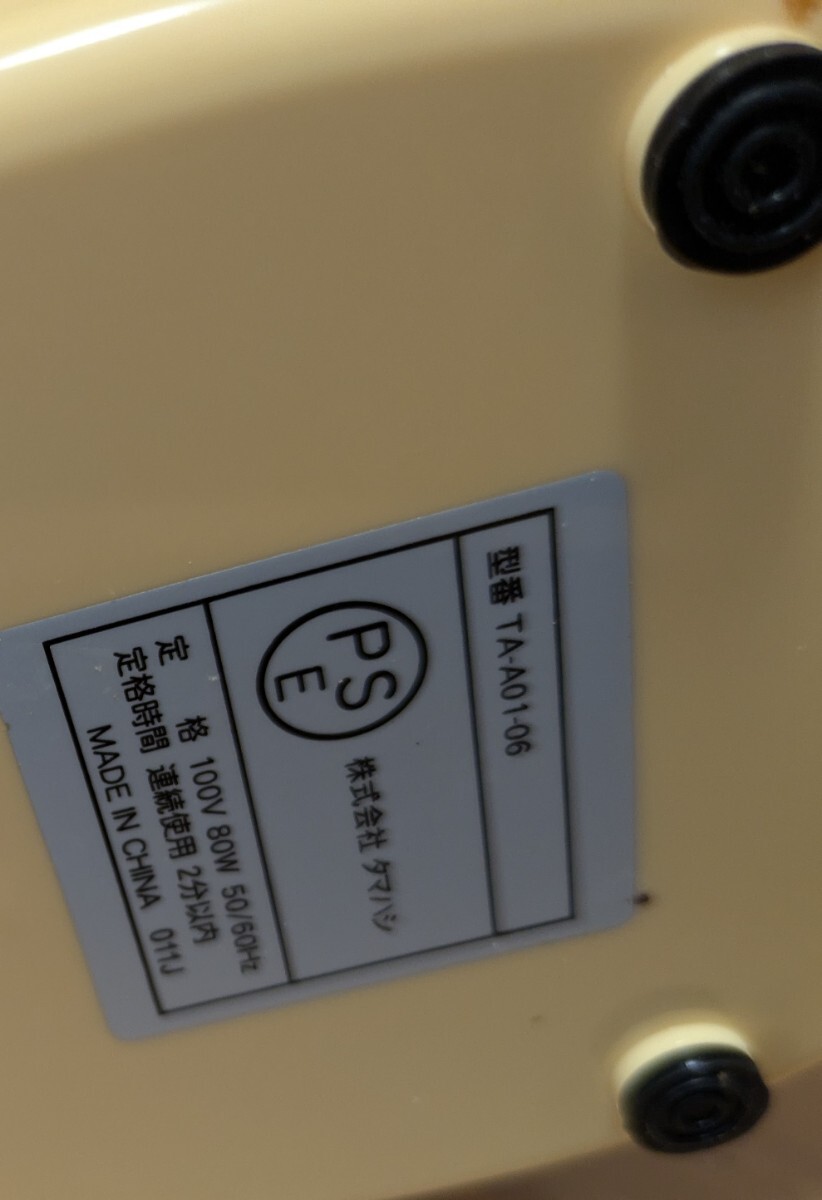 型番 TA-A01-06
PSE
株式会社 タマハシ
定　　格 100V 80W 50/60Hz
定格時間 連続使用 2分以内
MADE IN CHINA 011J